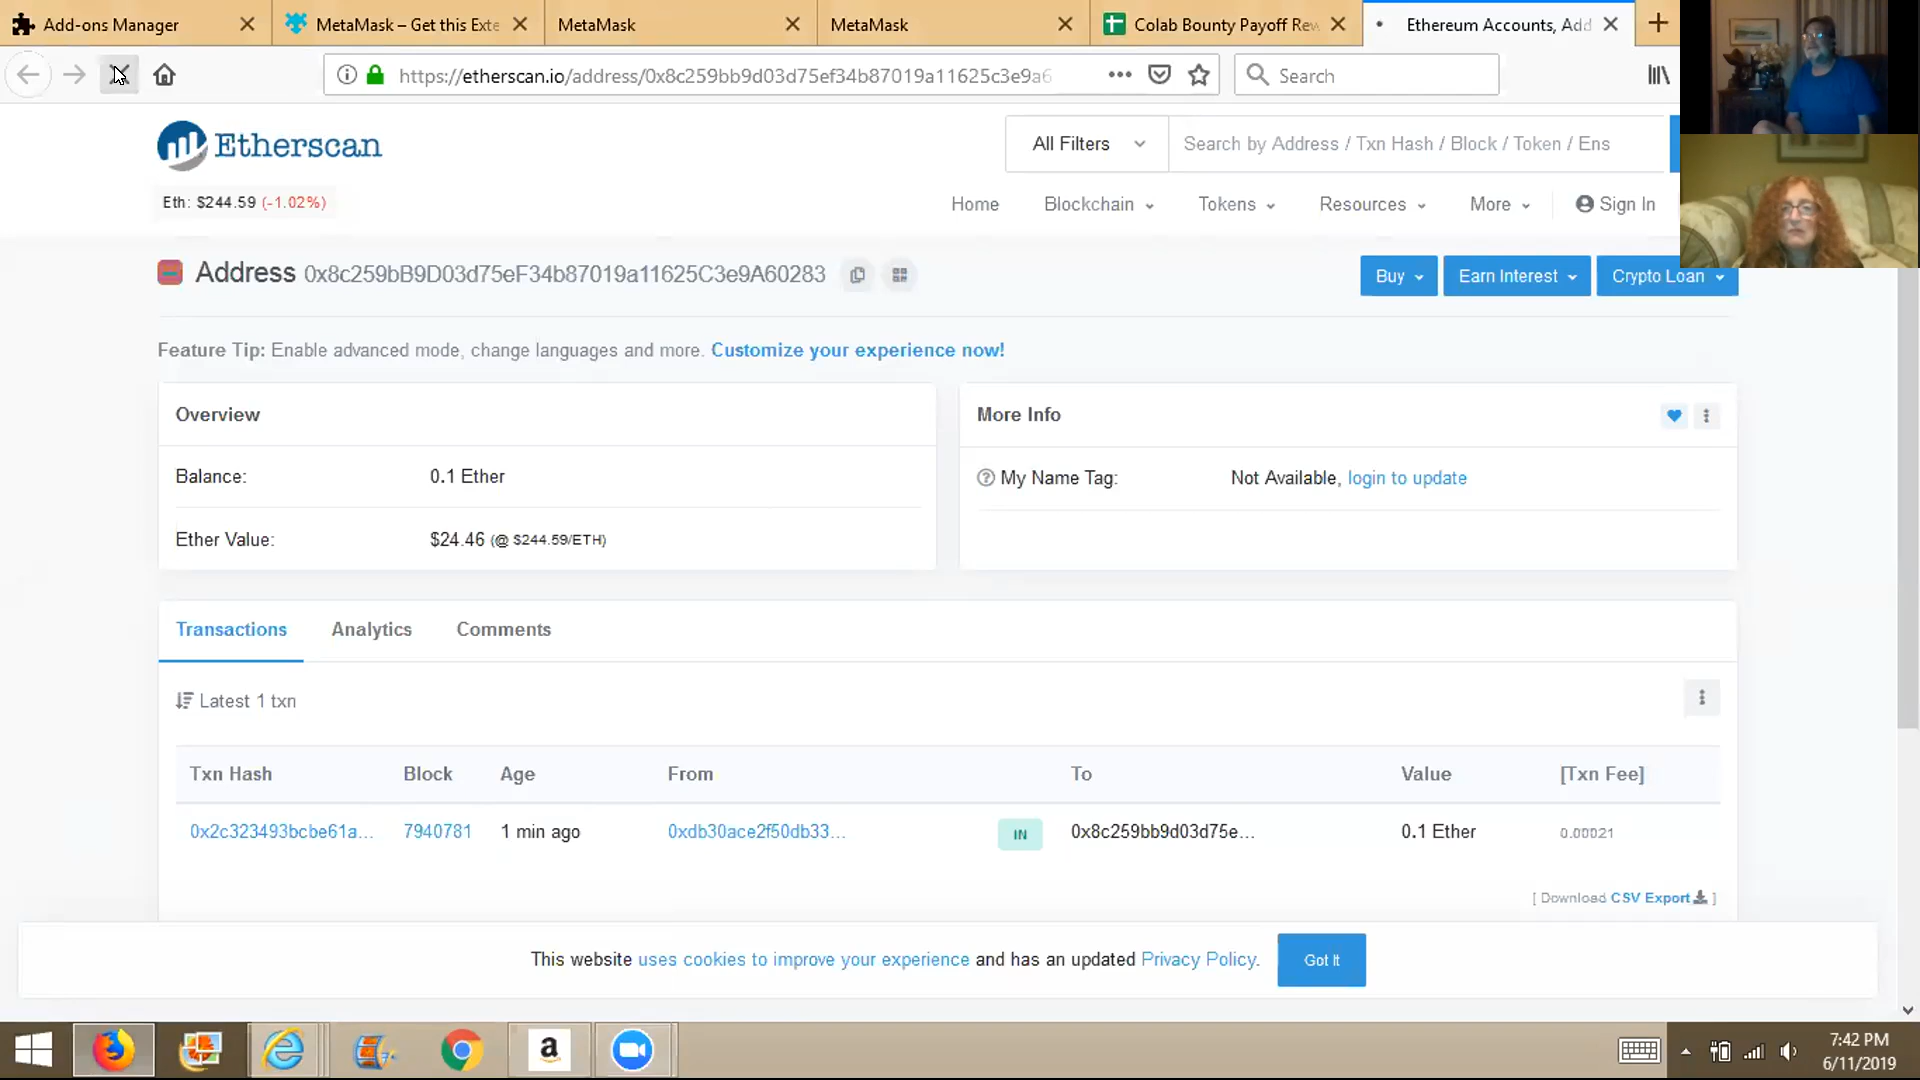 Add-ons Manager
MetaMask – Get this Exte
MetaMask
MetaMask
Colab Bounty Payoff Rev
Ethereum Accounts, Add
https://etherscan.io/address/0x8c259bb9d03d75ef34b87019a11625c3e9a6
Search
Etherscan
All Filters
Search by Address / Txn Hash / Block / Token / Ens
Eth: $244.59 (-1.02%)
Home
Blockchain
Tokens
Resources
More
Sign In
Address 0x8c259bB9D03d75eF34b87019a11625C3e9A60283
Buy
Earn Interest
Crypto Loan
Feature Tip: Enable advanced mode, change languages and more. Customize your experience now!
Overview
More Info
Balance:
0.1 Ether
My Name Tag:
Not Available, login to update
Ether Value:
$24.46 (@ $244.59/ETH)
Transactions
Analytics
Comments
Latest 1 txn
Txn Hash
Block
Age
From
To
Value
[Txn Fee]
0x2c323493bcbe61a...
7940781
1 min ago
0xdb30ace2f50db33...
IN
0x8c259bb9d03d75e...
0.1 Ether
0.00021
[ Download CSV Export ]
This website uses cookies to improve your experience and has an updated Privacy Policy.
Got It
a
7:42 PM
6/11/2019